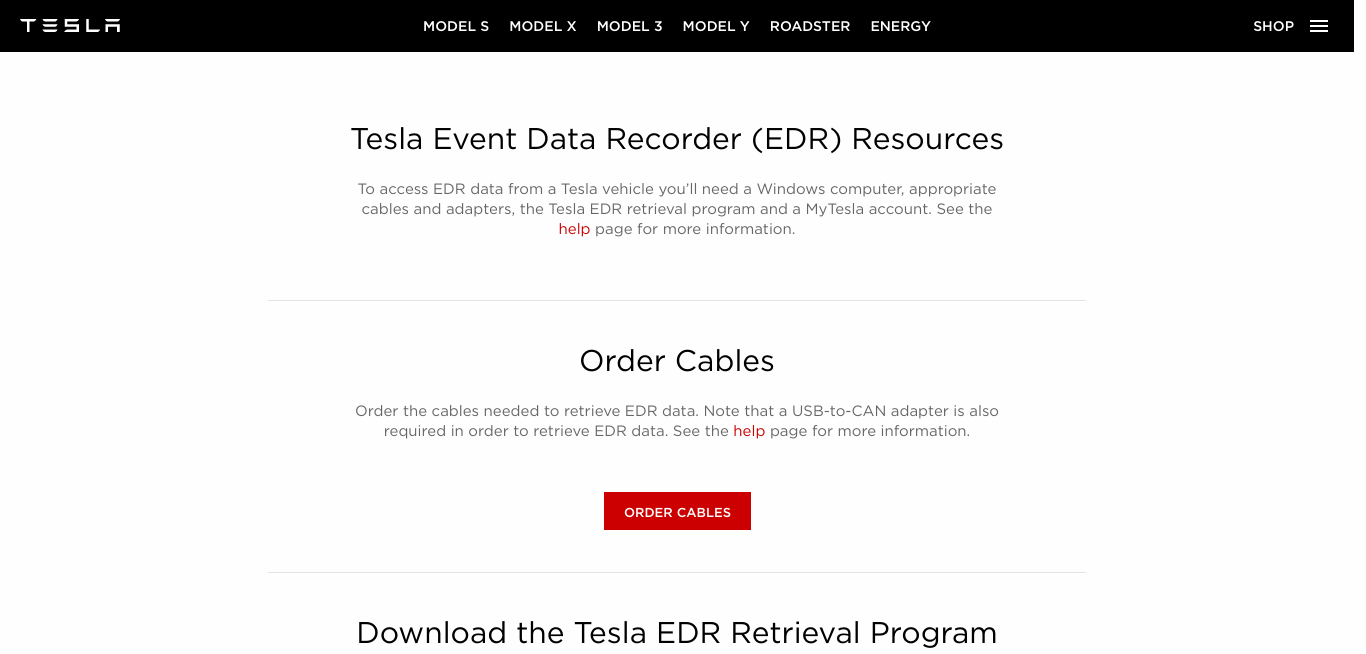 TESLA
MODEL S MODEL X MODEL 3 MODEL Y ROADSTER ENERGY
SHOP
Tesla Event Data Recorder (EDR) Resources
To access EDR data from a Tesla vehicle you’ll need a Windows computer, appropriate
cables and adapters, the Tesla EDR retrieval program and a MyTesla account. See the
help page for more information.
Order Cables
Order the cables needed to retrieve EDR data. Note that a USB-to-CAN adapter is also
required in order to retrieve EDR data. See the help page for more information.
ORDER CABLES
Download the Tesla EDR Retrieval Program